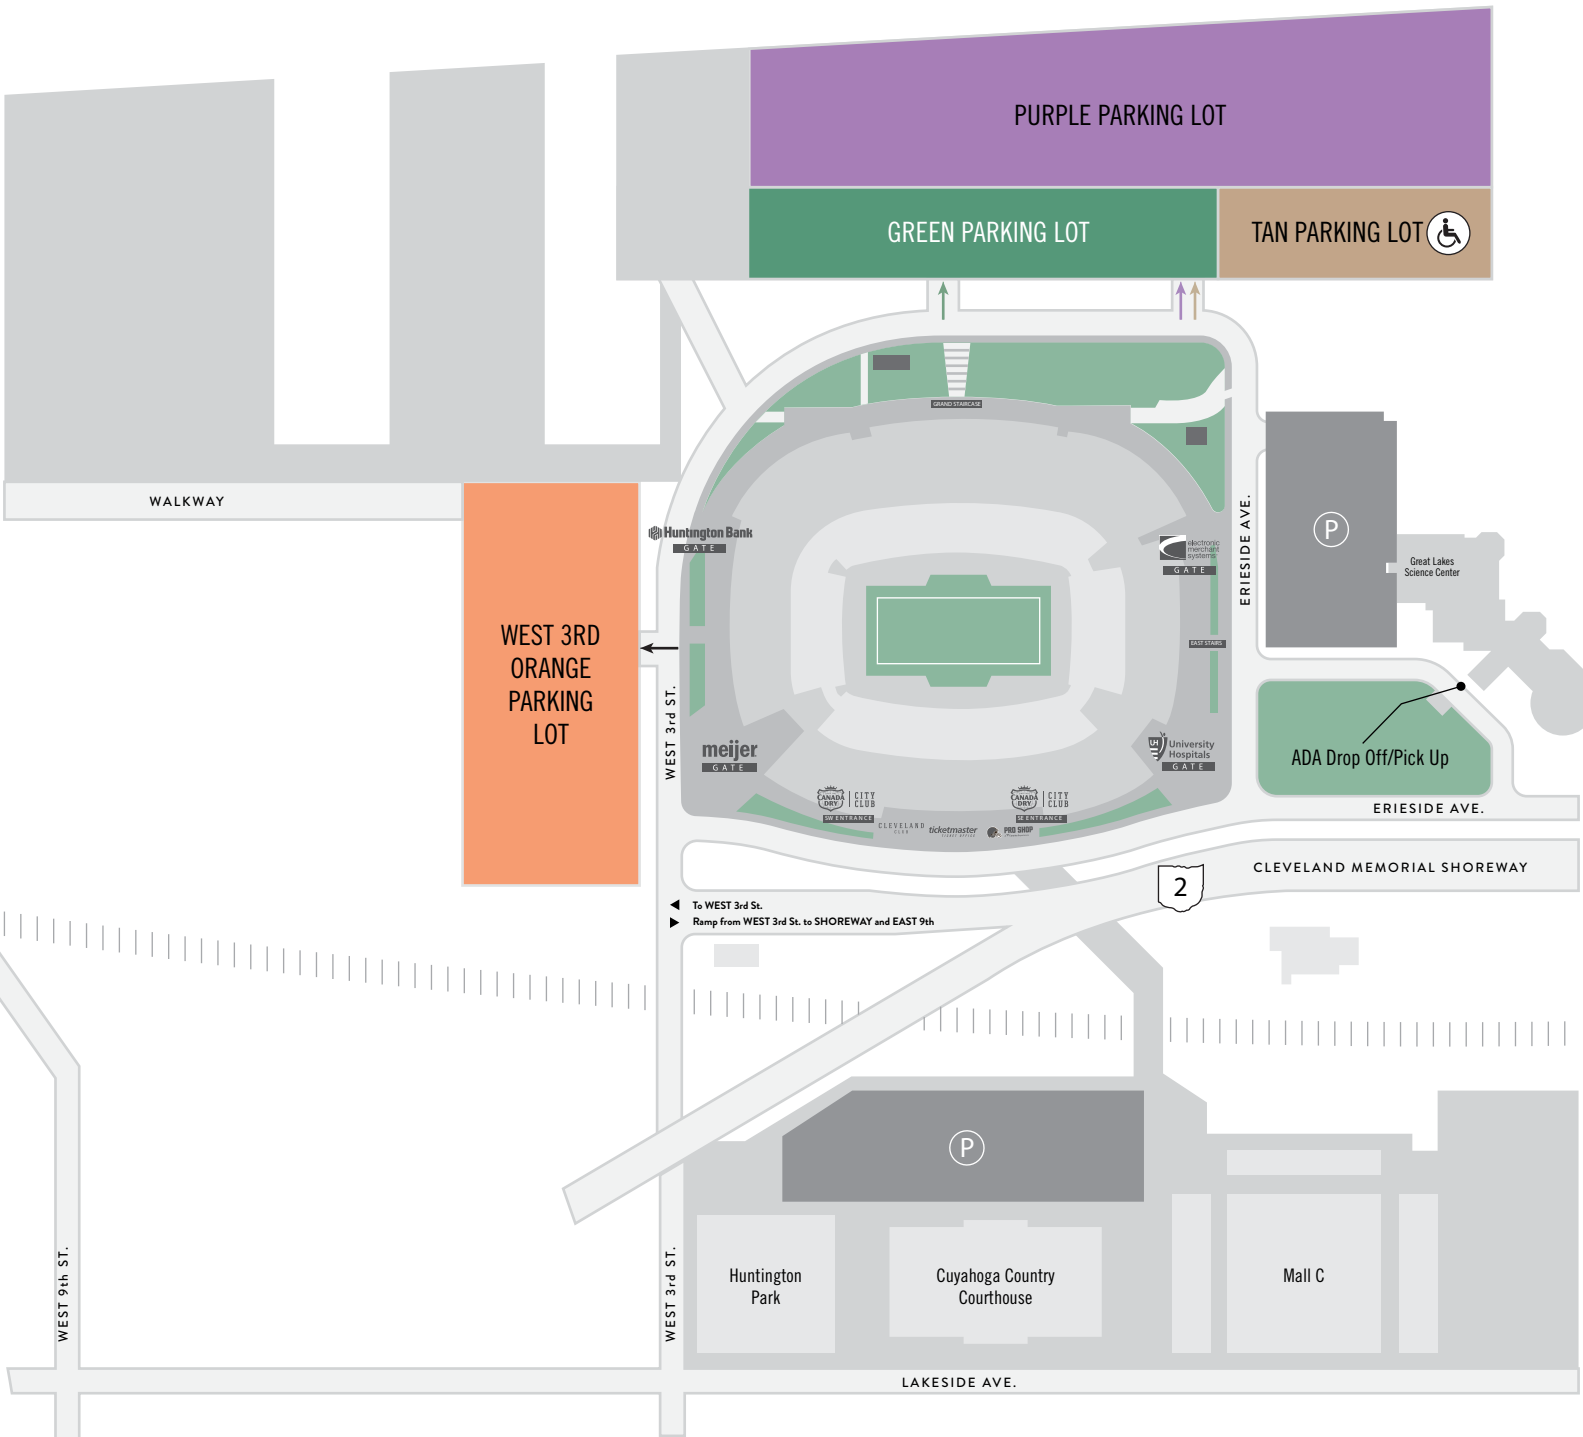 PURPLE PARKING LOT
GREEN PARKING LOT
TAN PARKING LOT
GRAND STAIRCASE
WALKWAY
Huntington Bank
GATE
electronic
merchant
systems
GATE
ERIESIDE AVE.
P
Great Lakes
Science Center
WEST 3RD
ORANGE
PARKING
LOT
EAST STAIRS
WEST 3rd ST.
meijer
GATE
UH
University
Hospitals
GATE
ADA Drop Off/Pick Up
CANADA
DRY
CITY
CLUB
SW ENTRANCE
CANADA
DRY
CITY
CLUB
SE ENTRANCE
CLEVELAND
CLUB
ticketmaster
TICKET OFFICE
PRO SHOP
ERIESIDE AVE.
CLEVELAND MEMORIAL SHOREWAY
2
To WEST 3rd St.
Ramp from WEST 3rd St. to SHOREWAY and EAST 9th
P
WEST 9th ST.
WEST 3rd ST.
Huntington
Park
Cuyahoga Country
Courthouse
Mall C
LAKESIDE AVE.